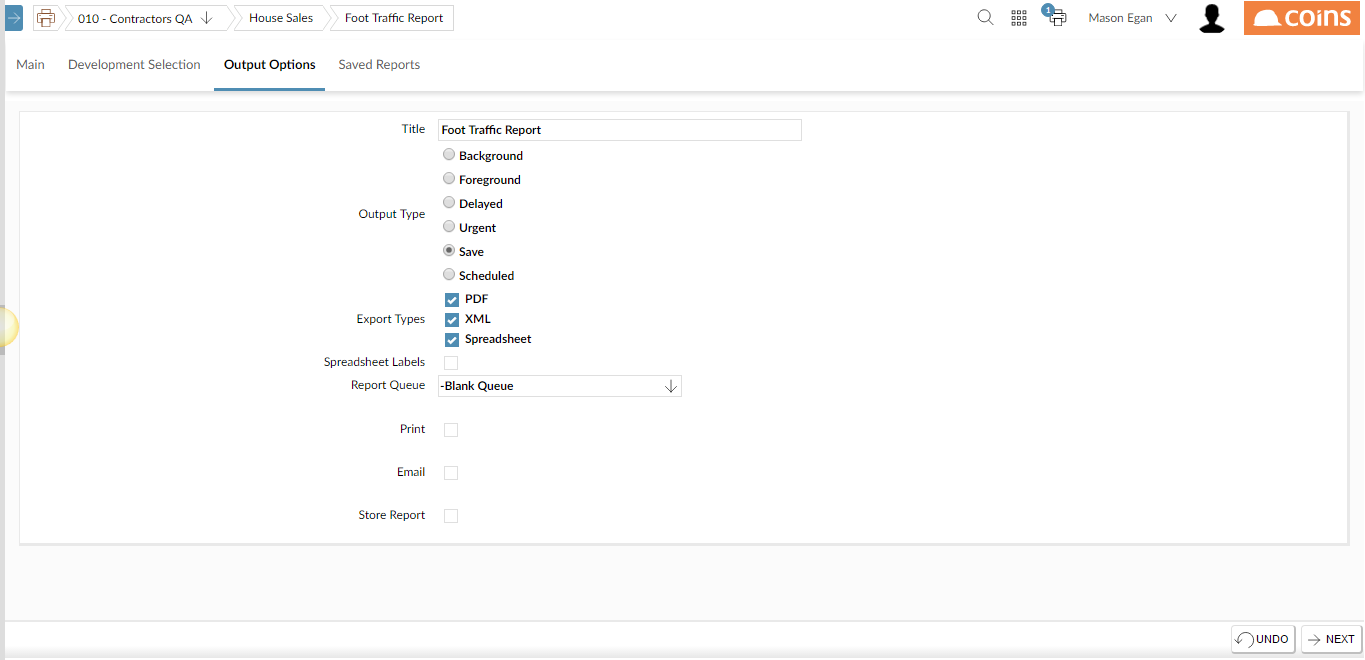 010 - Contractors QA
House Sales
Foot Traffic Report
1
Mason Egan
coins
Main
Development Selection
Output Options
Saved Reports
Title
Foot Traffic Report
Output Type
Background
Foreground
Delayed
Urgent
Save
Scheduled
Export Types
PDF
XML
Spreadsheet
Spreadsheet Labels
Report Queue
-Blank Queue
Print
Email
Store Report
UNDO
NEXT